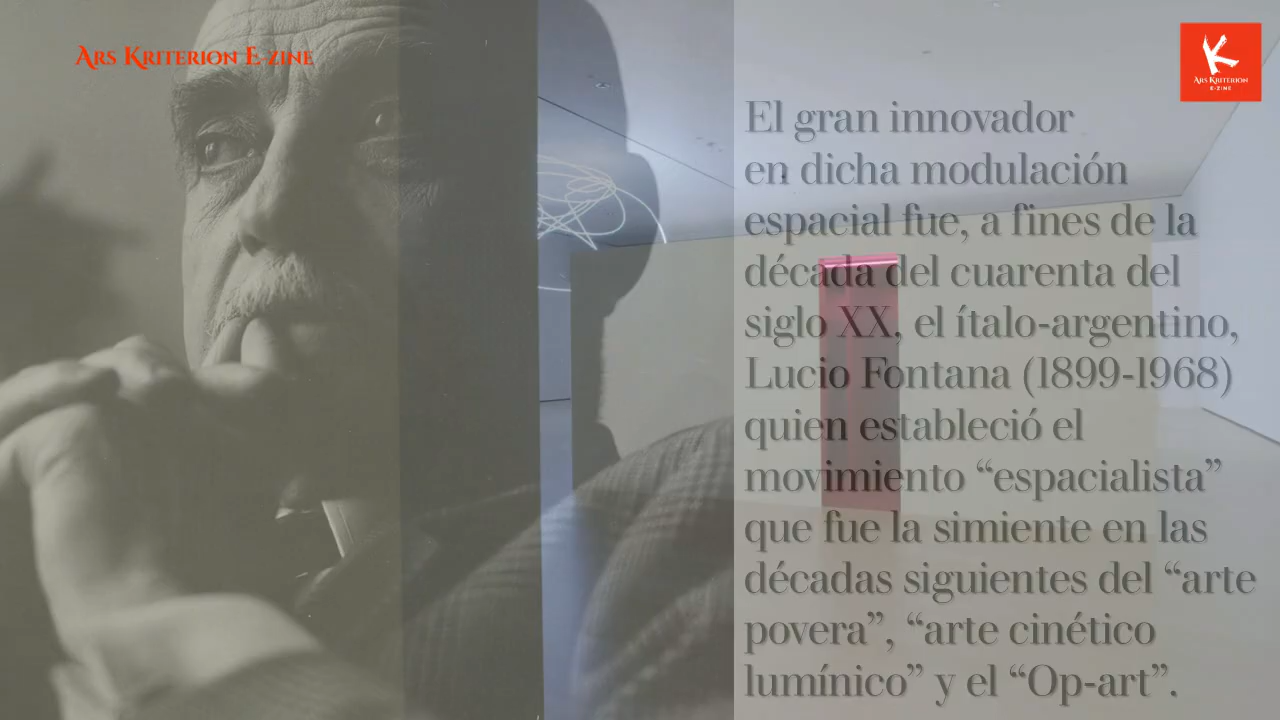 Ars Kriterion E-zine
K
Ars Kriterion
E-ZINE
El gran innovador
en dicha modulación
espacial fue, a fines de la
década del cuarenta del
siglo XX, el ítalo-argentino,
Lucio Fontana (1899-1968)
quien estableció el
movimiento “espacialista”
que fue la simiente en las
décadas siguientes del “arte
povera”, “arte cinético
lumínico” y el “Op-art”.